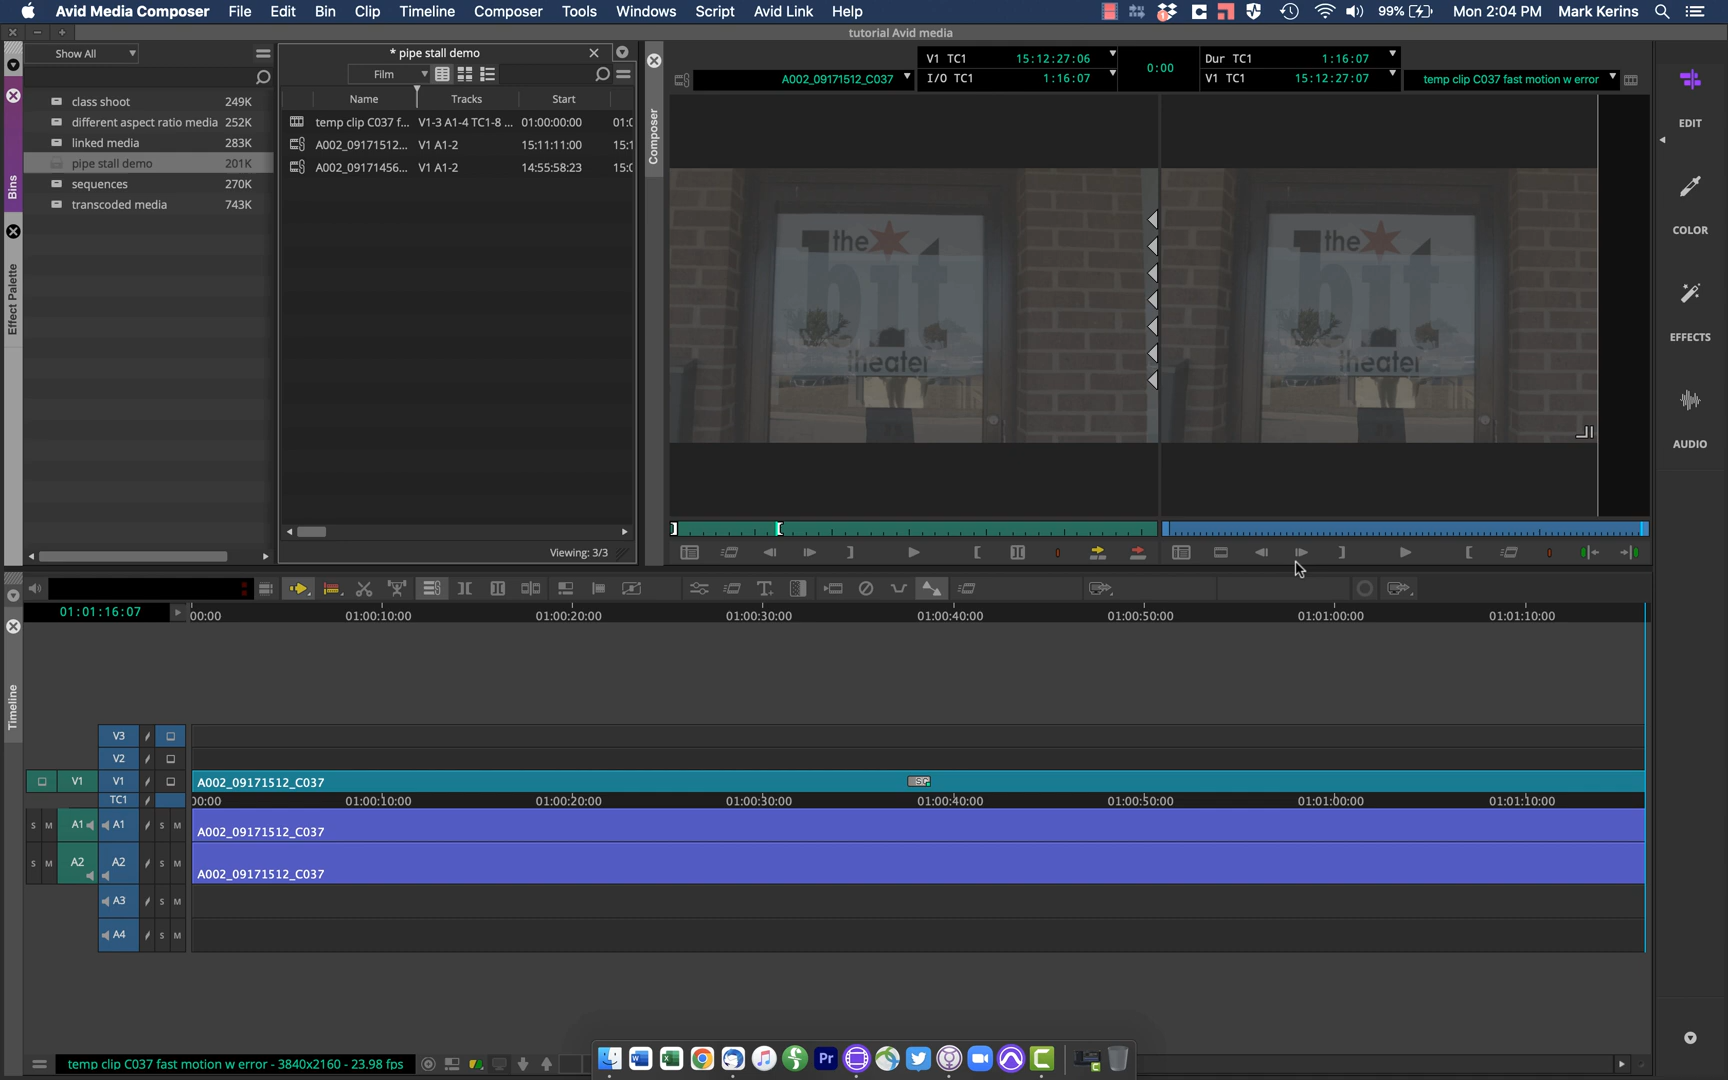 Avid Media Composer File Edit Bin Clip Timeline Composer Tools Windows Script Avid Link Help 99% Mon 2:04 PM Mark Kerins
tutorial Avid media
Show All
class shoot 249K
different aspect ratio media 252K
linked media 283K
pipe stall demo 201K
sequences 270K
transcoded media 743K
Bins
Effect Palette
* pipe stall demo
Film
Name Tracks Start
temp clip C037 f... V1-3 A1-4 TC1-8 ... 01:00:00:00 01:0
A002_09171512... V1 A1-2 15:11:11:00 15:1
A002_09171456... V1 A1-2 14:55:58:23 15:0
Viewing: 3/3
Composer
A002_09171512_C037
V1 TC1 15:12:27:06
I/O TC1 1:16:07
0:00
Dur TC1 1:16:07
V1 TC1 15:12:27:07
temp clip C037 fast motion w error
the
bit
theater
the
bit
theater
EDIT
COLOR
EFFECTS
AUDIO
01:01:16:07
00:00 01:00:10:00 01:00:20:00 01:00:30:00 01:00:40:00 01:00:50:00 01:01:00:00 01:01:10:00
Timeline
V3
V2
V1 V1 A002_09171512_C037
TC1 00:00 01:00:10:00 01:00:20:00 01:00:30:00 01:00:40:00 01:00:50:00 01:01:00:00 01:01:10:00
S M A1 A1 S M A002_09171512_C037
S M A2 A2 S M A002_09171512_C037
A3 S M
A4 S M
temp clip C037 fast motion w error - 3840x2160 - 23.98 fps
Pr